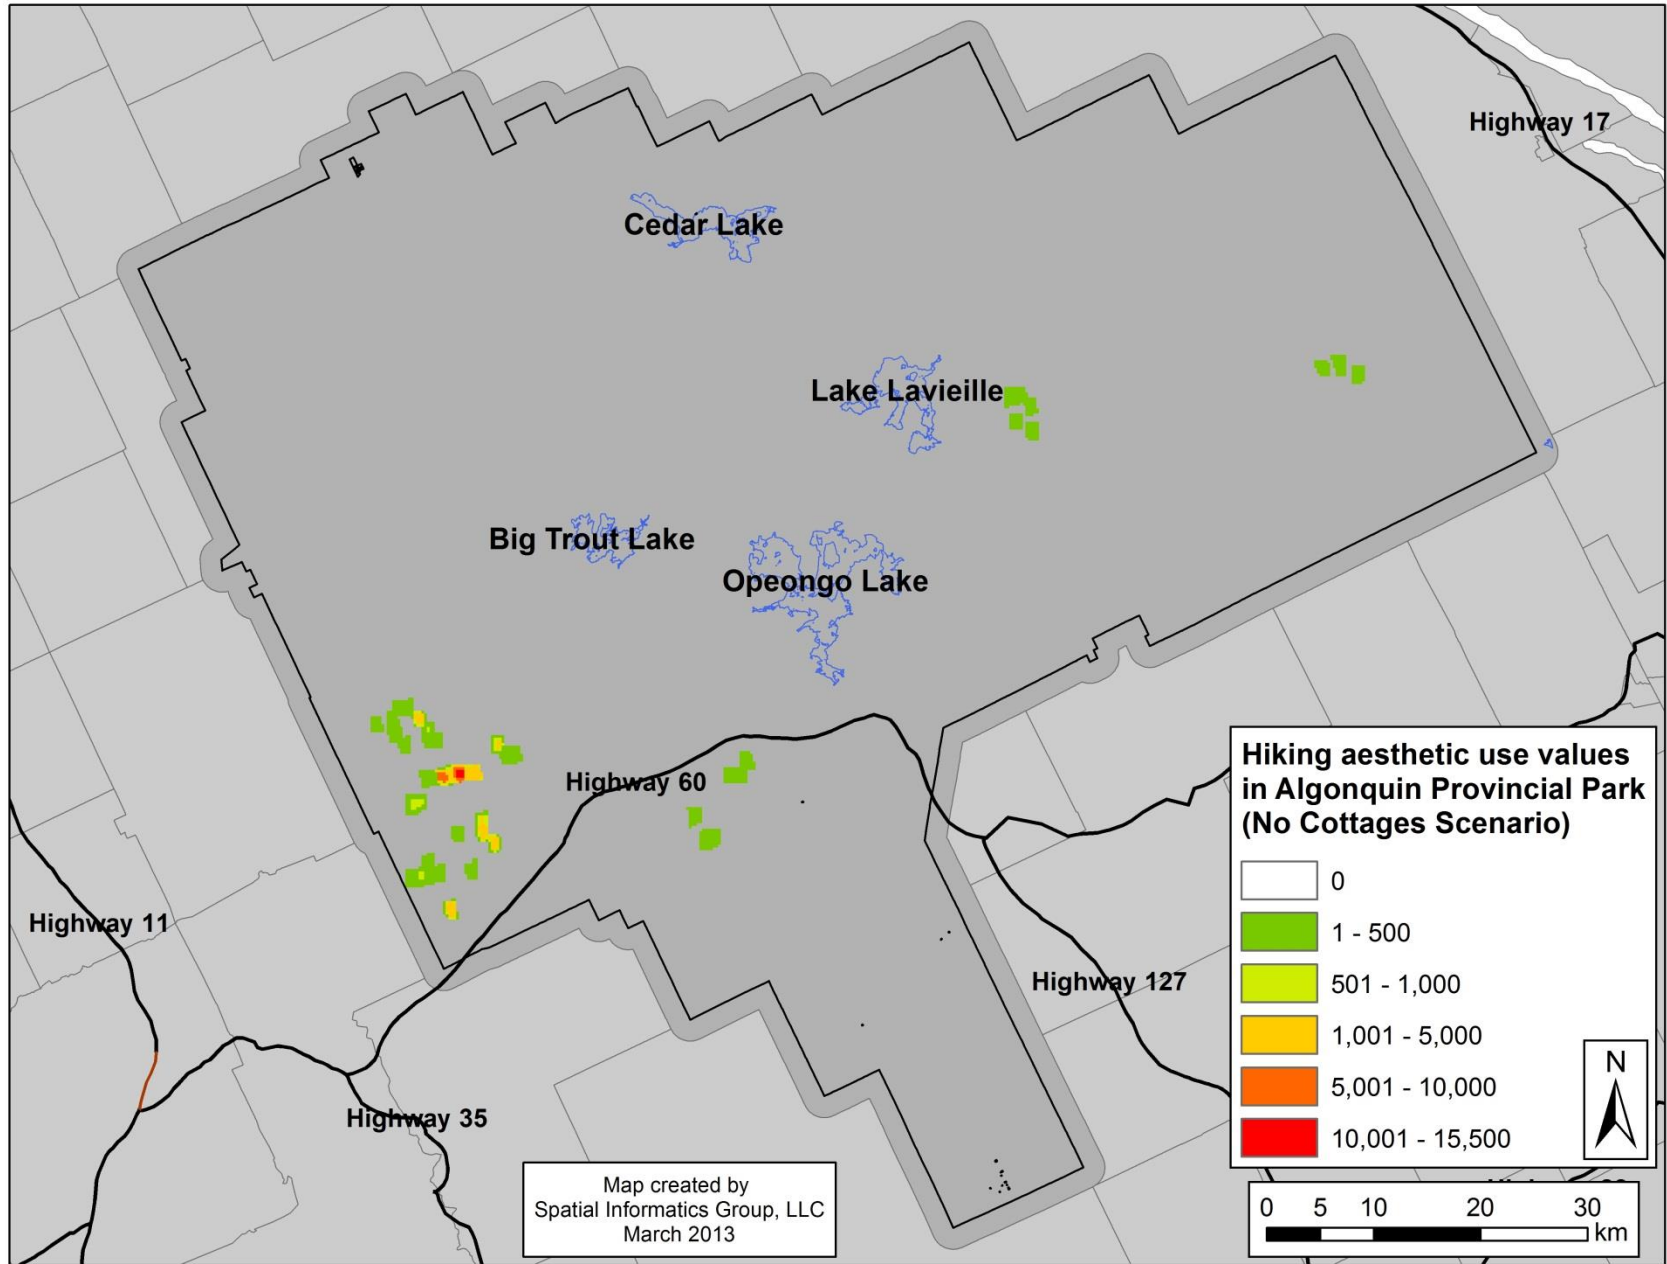 Highway 17
Cedar Lake
Lake Lavieille
Big Trout Lake
Opeongo Lake
Highway 60
Highway 11
Highway 127
Highway 35
Hiking aesthetic use values
in Algonquin Provincial Park
(No Cottages Scenario)
0
1 - 500
501 - 1,000
1,001 - 5,000
5,001 - 10,000
10,001 - 15,500
N
Map created by
Spatial Informatics Group, LLC
March 2013
0 5 10 20 30
km